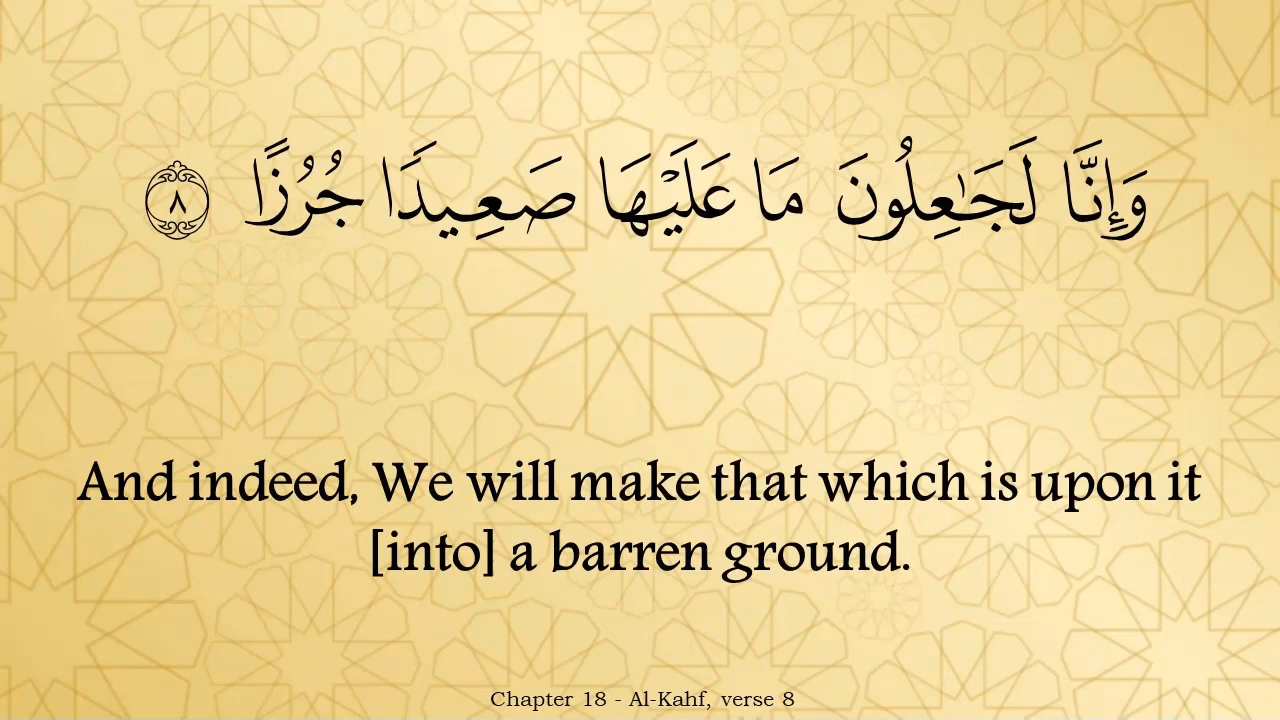 وَإِنَّا لَجَـٰعِلُونَ مَا عَلَيْهَا صَعِيدًا جُرُزًا ٨
And indeed, We will make that which is upon it
[into] a barren ground.
Chapter 18 - Al-Kahf, verse 8